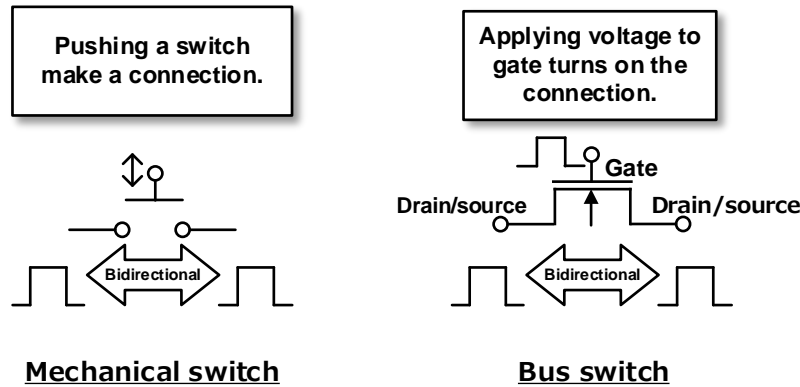 Pushing a switch
make a connection.
Applying voltage to
gate turns on the
connection.
Gate
Drain/source
Drain/source
Bidirectional
Bidirectional
Mechanical switch
Bus switch